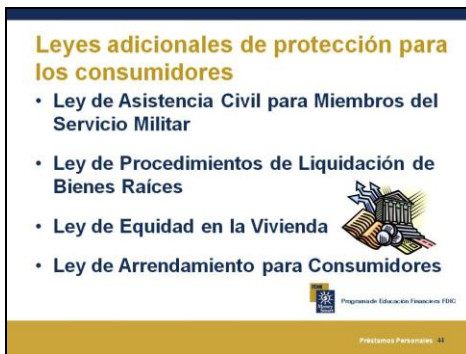 Leyes adicionales de protección para
los consumidores
• Ley de Asistencia Civil para Miembros del
Servicio Militar
• Ley de Procedimientos de Liquidación de
Bienes Raíces
• Ley de Equidad en la Vivienda
• Ley de Arrendamiento para Consumidores
Programa de Educación Financiera FDIC
Préstamos Personales 44